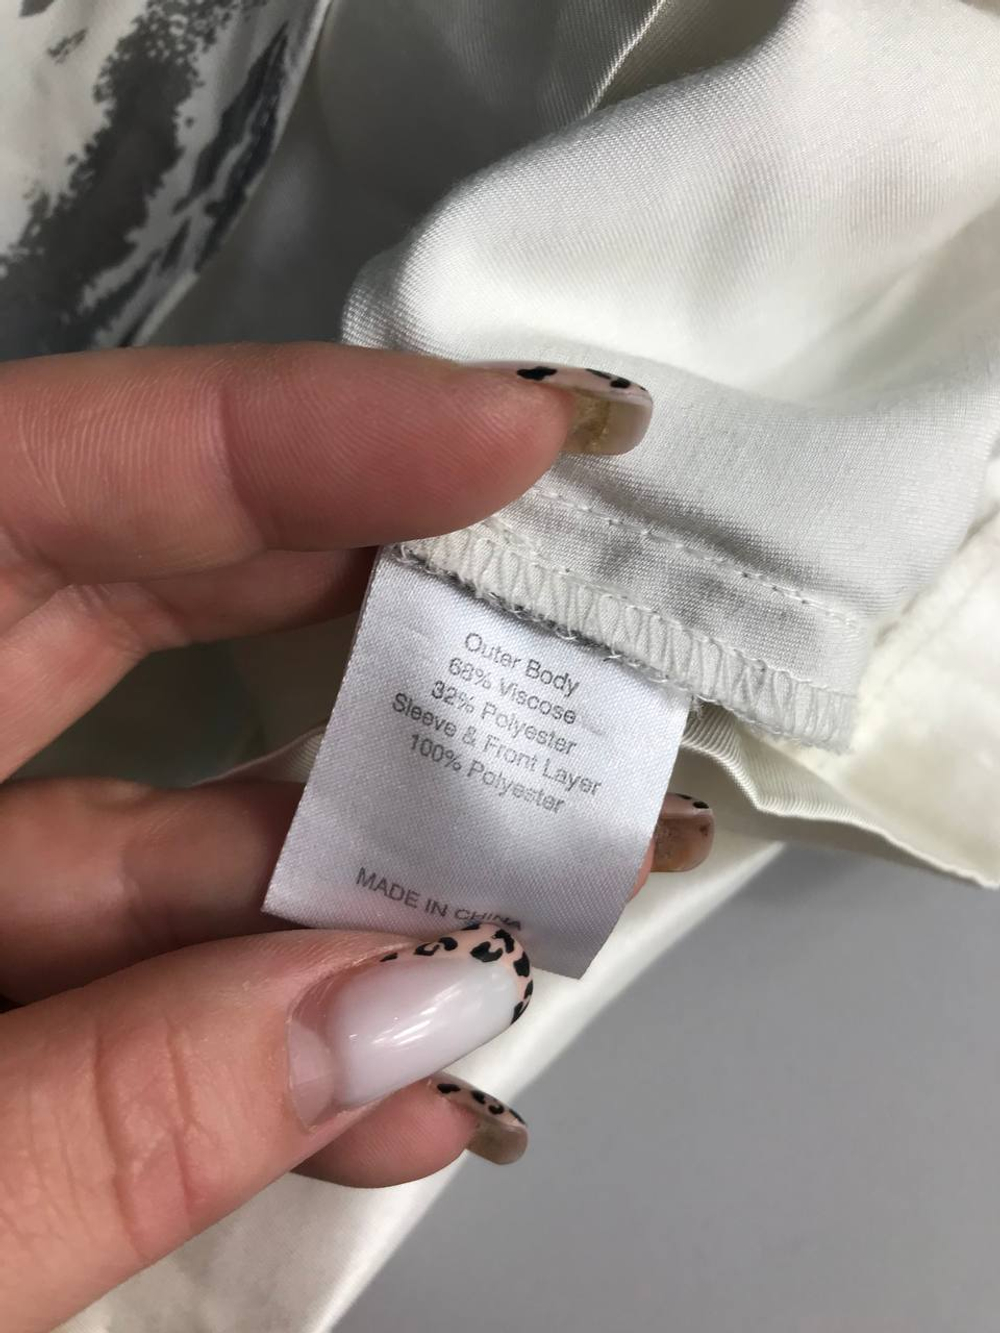 Outer Body
68% Viscose
32% Polyester
Sleeve & Front Layer
100% Polyester
MADE IN CHINA